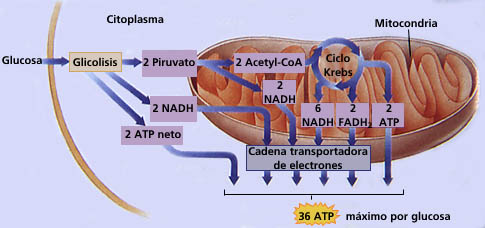 Citoplasma
Mitocondria
Glucosa
Glicolisis
2 Piruvato
2 Acetyl-CoA
Ciclo
Krebs
2
NADH
2 NADH
6
NADH
2
FADH₂
2
ATP
2 ATP neto
Cadena transportadora
de electrones
36 ATP máximo por glucosa